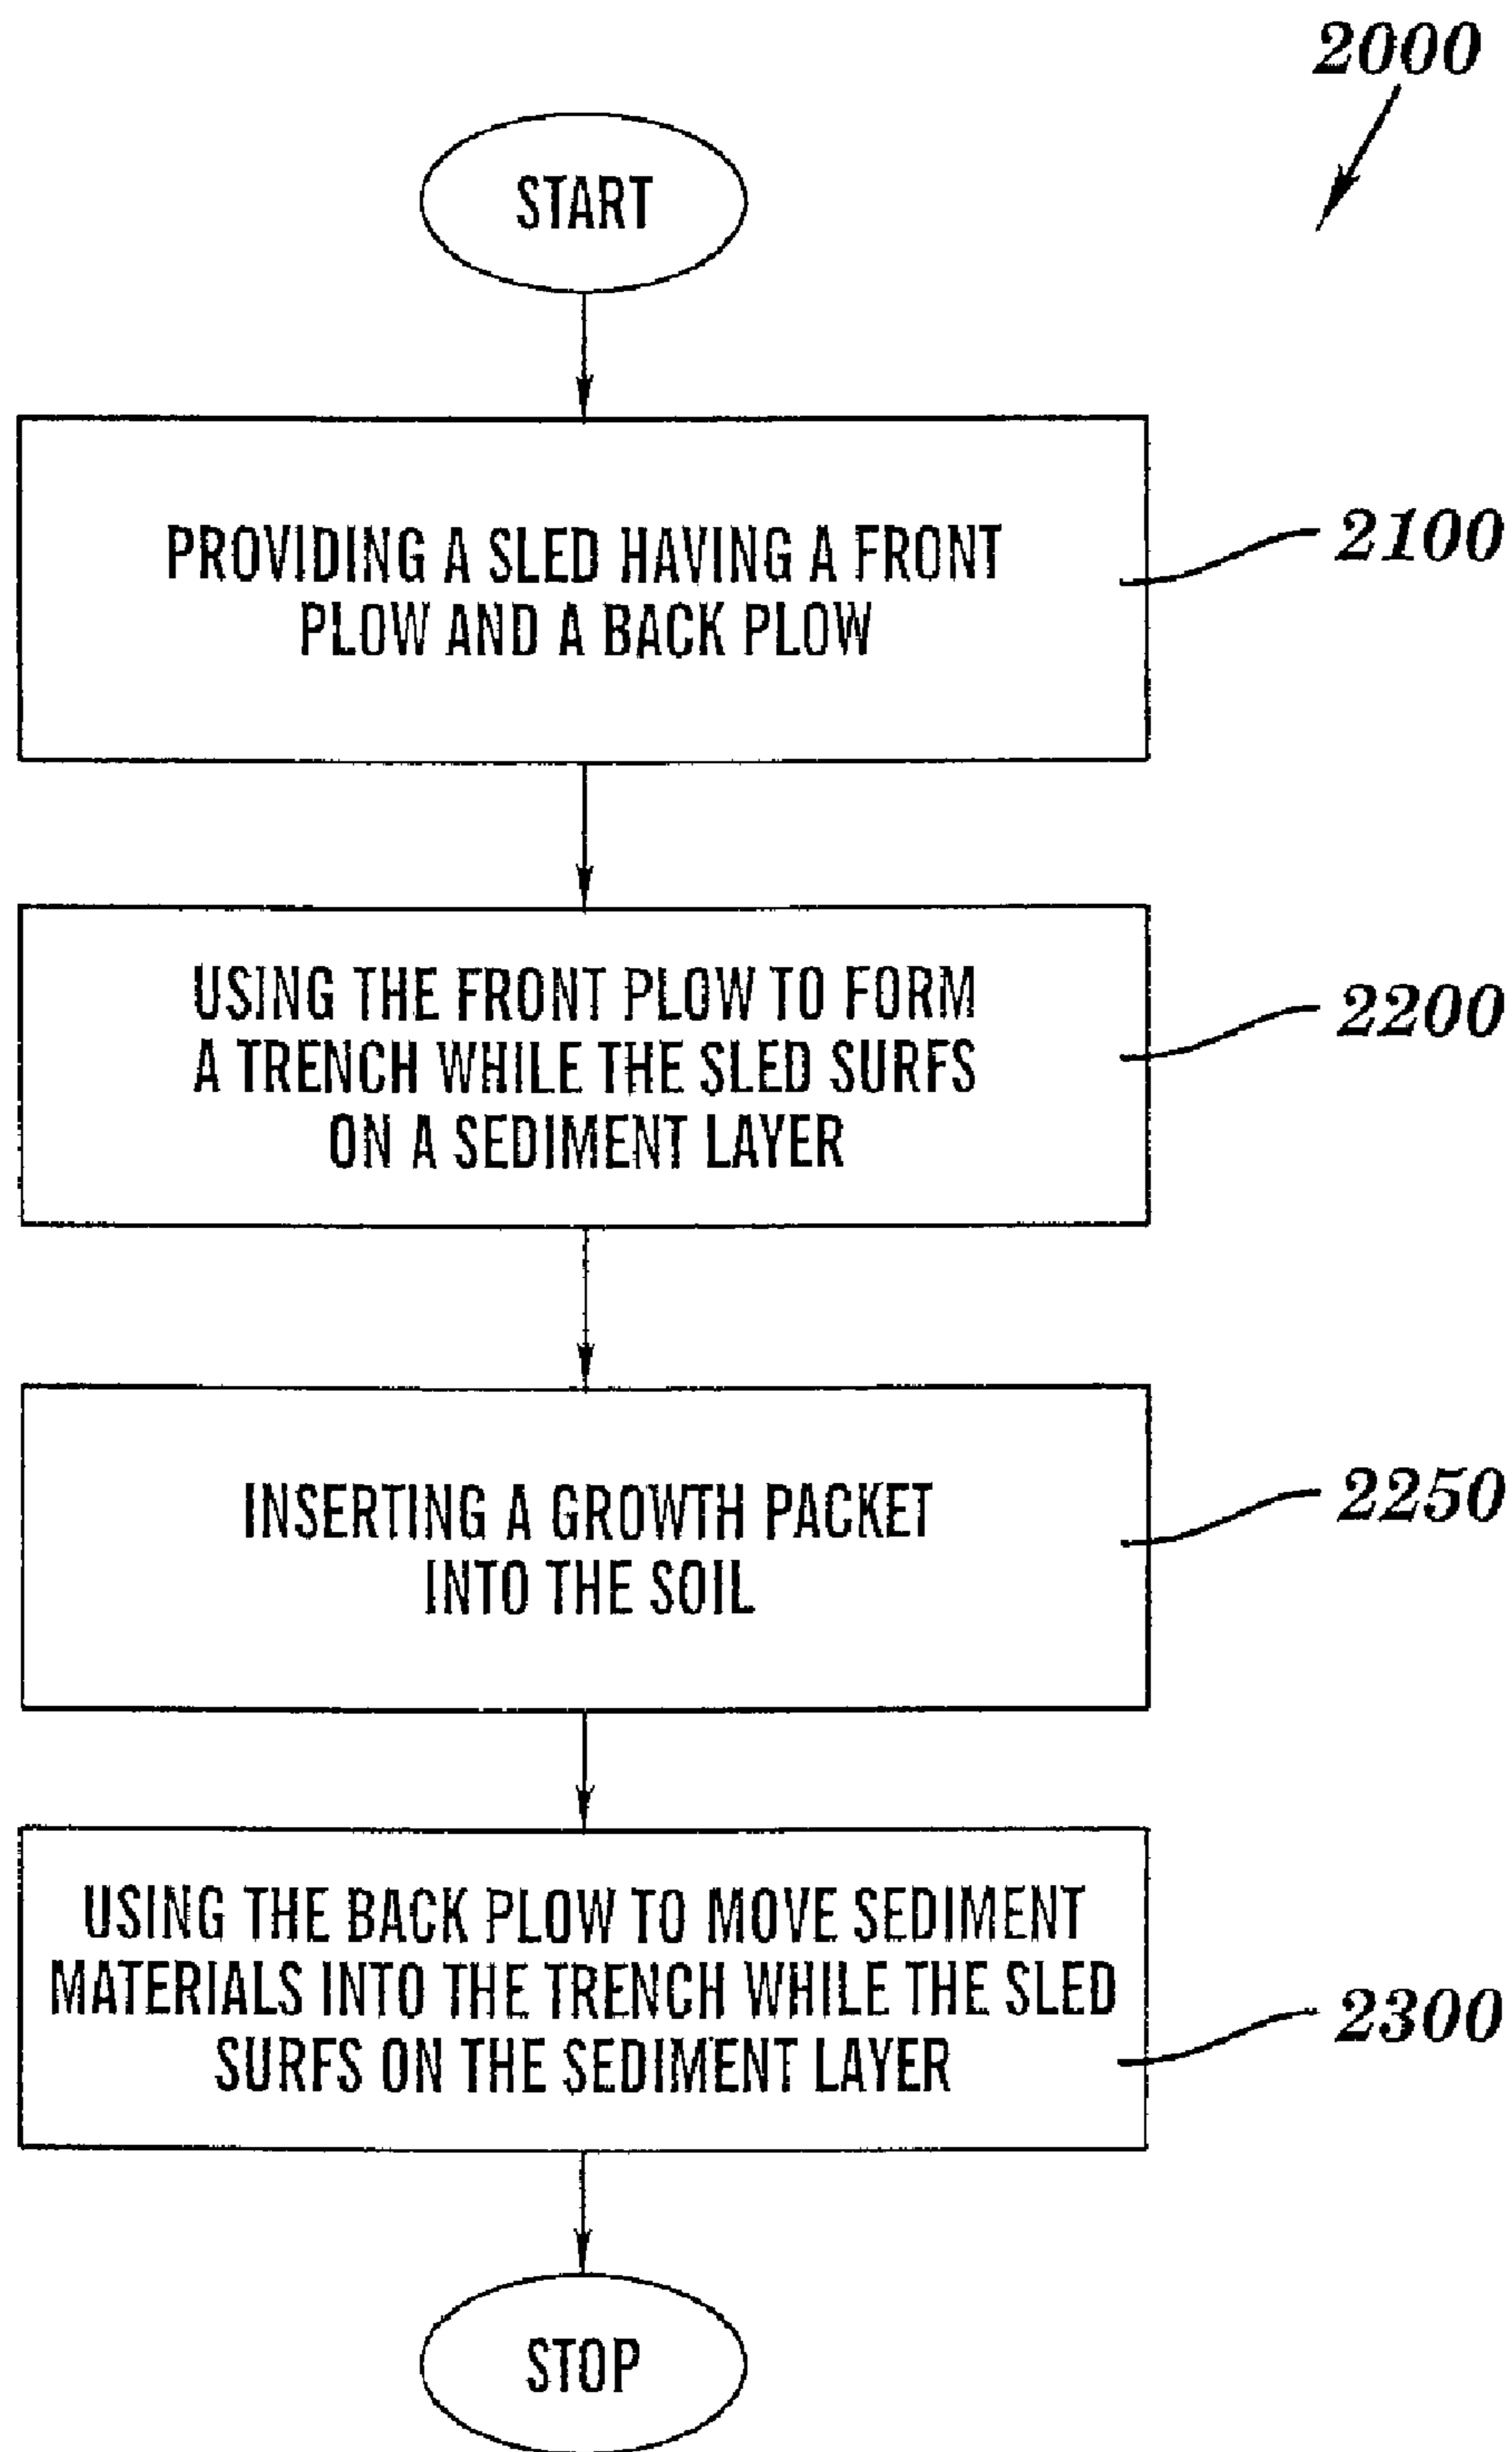 2000
START
PROVIDING A SLED HAVING A FRONT
PLOW AND A BACK PLOW
2100
USING THE FRONT PLOW TO FORM
A TRENCH WHILE THE SLED SURFS
ON A SEDIMENT LAYER
2200
INSERTING A GROWTH PACKET
INTO THE SOIL
2250
USING THE BACK PLOW TO MOVE SEDIMENT
MATERIALS INTO THE TRENCH WHILE THE SLED
SURFS ON THE SEDIMENT LAYER
2300
STOP